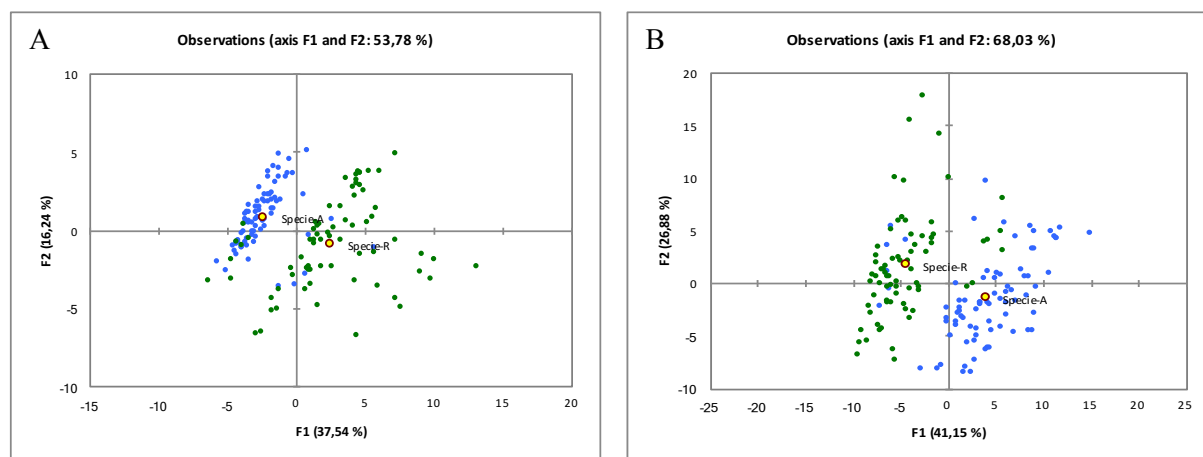 A
Observations (axis F1 and F2: 53,78 %)
10
5
0
-5
-10
F2 (16,24 %)
Specie-A
Specie-R
-15
-10
-5
0
5
10
15
20
F1 (37,54 %)
B
Observations (axis F1 and F2: 68,03 %)
20
15
10
5
0
-5
-10
F2 (26,88 %)
Specie-R
Specie-A
-25
-20
-15
-10
-5
0
5
10
15
20
25
F1 (41,15 %)